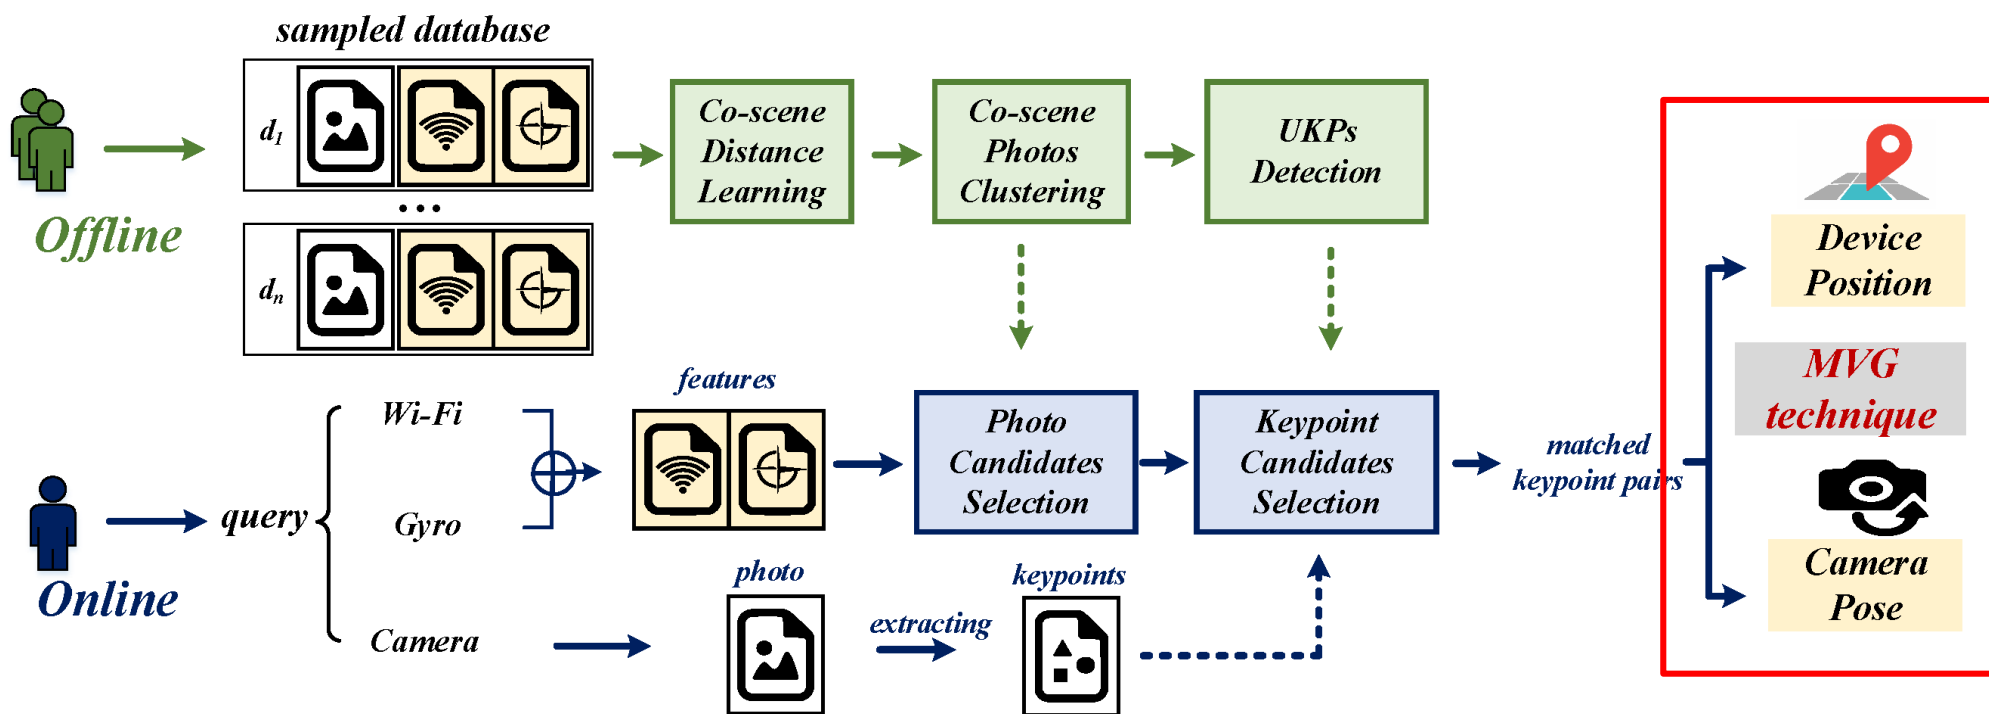 sampled database
d1
Co-scene
Distance
Learning
Co-scene
Photos
Clustering
UKPs
Detection
...
Offline
dn
Device
Position
MVG
technique
Camera
Pose
features
Wi-Fi
Gyro
query
Camera
Online
Photo
Candidates
Selection
Keypoint
Candidates
Selection
matched
keypoint pairs
photo
extracting
keypoints